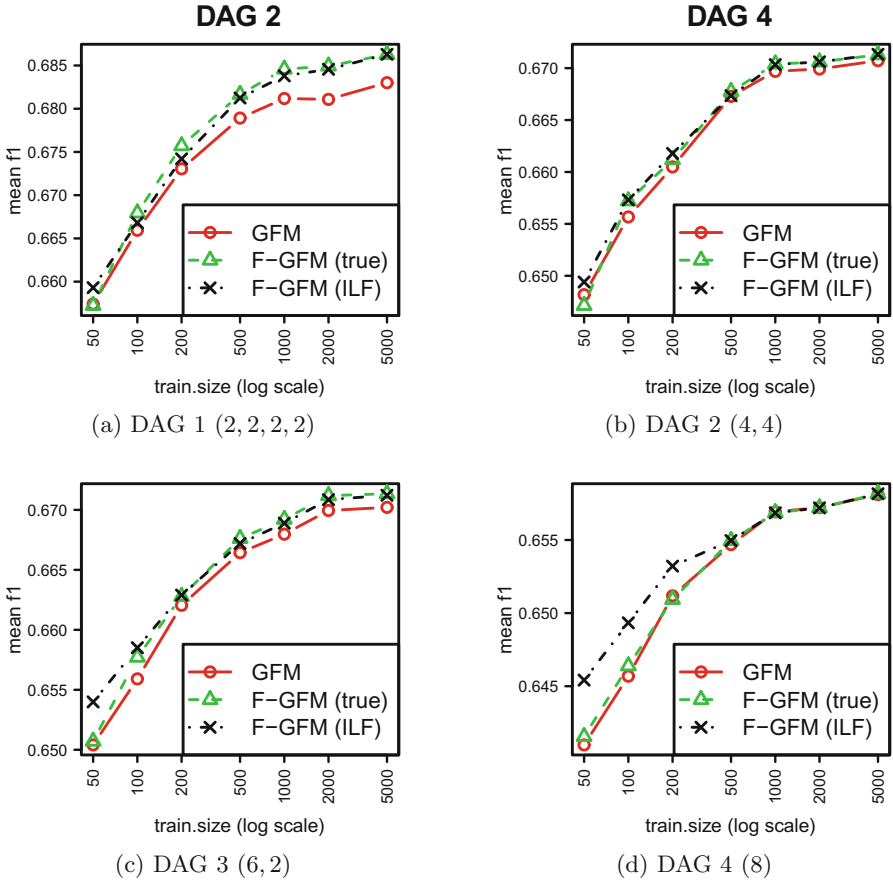 DAG 2
DAG 4
0.685
0.680
0.675
0.670
0.665
0.660
mean f1
GFM
F−GFM (true)
F−GFM (ILF)
50
100
200
500
1000
2000
5000
train.size (log scale)
(a) DAG 1 (2, 2, 2, 2)
0.670
0.665
0.660
0.655
0.650
mean f1
GFM
F−GFM (true)
F−GFM (ILF)
50
100
200
500
1000
2000
5000
train.size (log scale)
(b) DAG 2 (4, 4)
0.670
0.665
0.660
0.655
0.650
mean f1
GFM
F−GFM (true)
F−GFM (ILF)
50
100
200
500
1000
2000
5000
train.size (log scale)
(c) DAG 3 (6, 2)
0.655
0.650
0.645
mean f1
GFM
F−GFM (true)
F−GFM (ILF)
50
100
200
500
1000
2000
5000
train.size (log scale)
(d) DAG 4 (8)